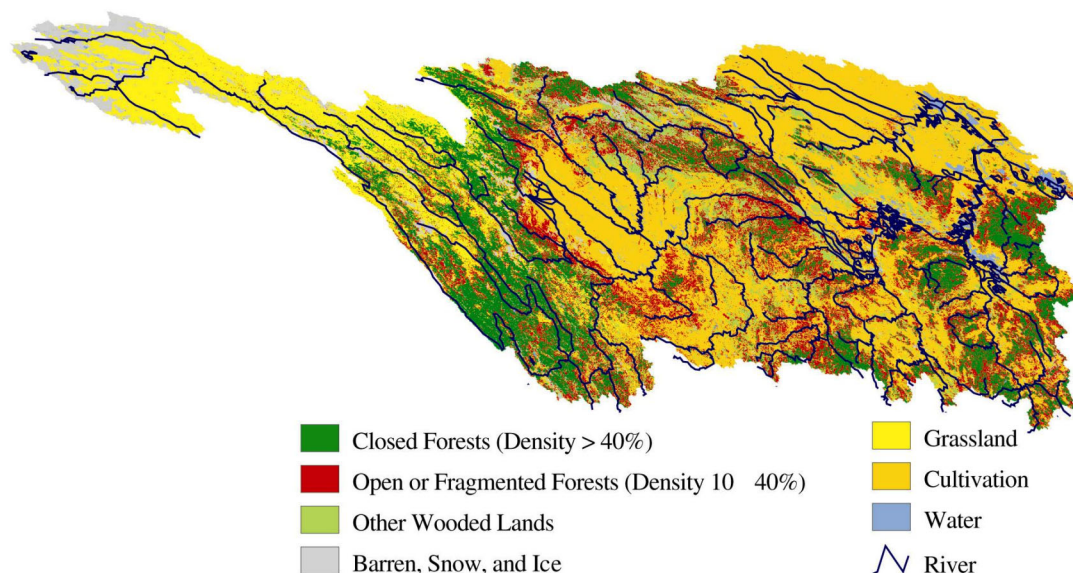 Closed Forests (Density > 40%)
Open or Fragmented Forests (Density 10 40%)
Other Wooded Lands
Barren, Snow, and Ice
Grassland
Cultivation
Water
River